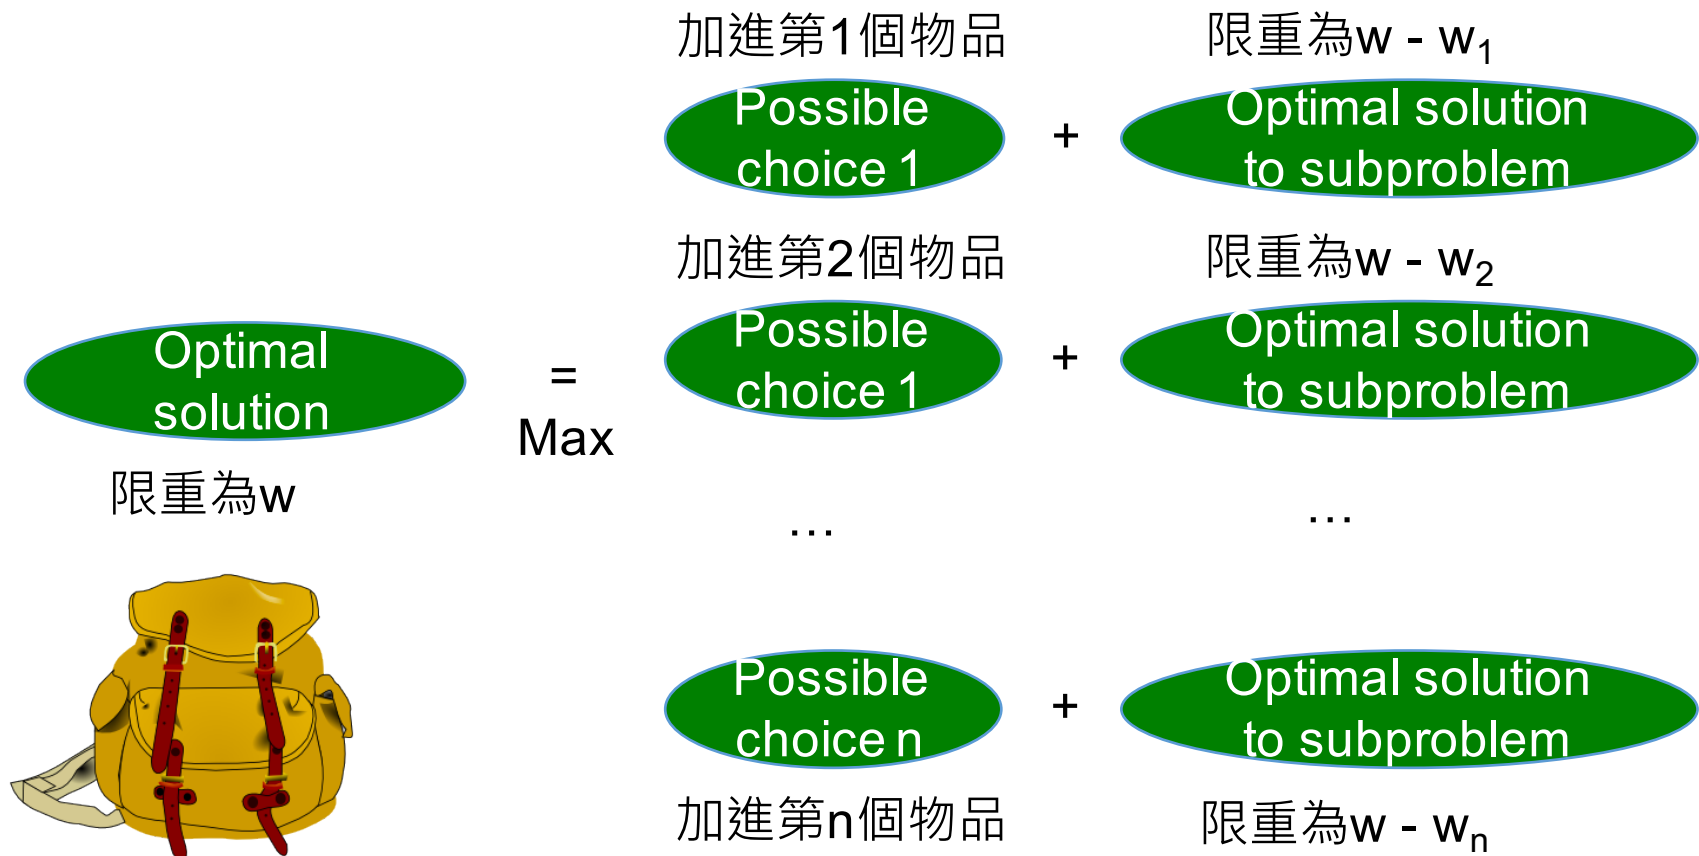 加進第1個物品
限重為w - w₁
Possible
choice 1
+
Optimal solution
to subproblem
加進第2個物品
限重為w - w₂
Possible
choice 1
+
Optimal solution
to subproblem
Optimal
solution
=
Max
限重為w
…
…
Possible
choice n
+
Optimal solution
to subproblem
加進第n個物品
限重為w - wₙ